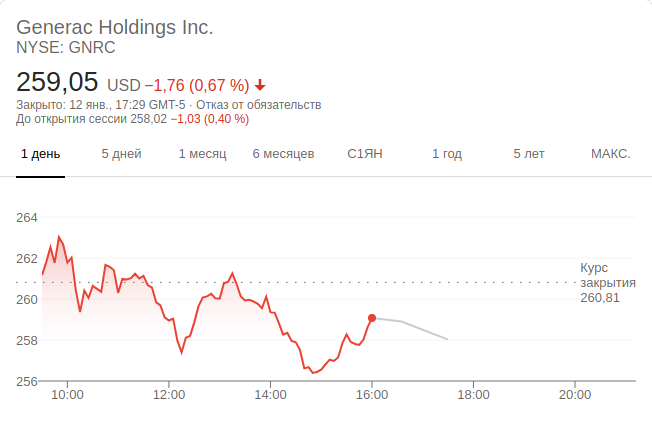 Generac Holdings Inc.
NYSE: GNRC
259,05 USD −1,76 (0,67 %)
Закрыто: 12 янв., 17:29 GMT-5 · Отказ от обязательств
До открытия сессии 258,02 −1,03 (0,40 %)
1 день 5 дней 1 месяц 6 месяцев С1ЯН 1 год 5 лет МАКС.
264
262
Курс
закрытия
260,81
260
258
256
10:00 12:00 14:00 16:00 18:00 20:00